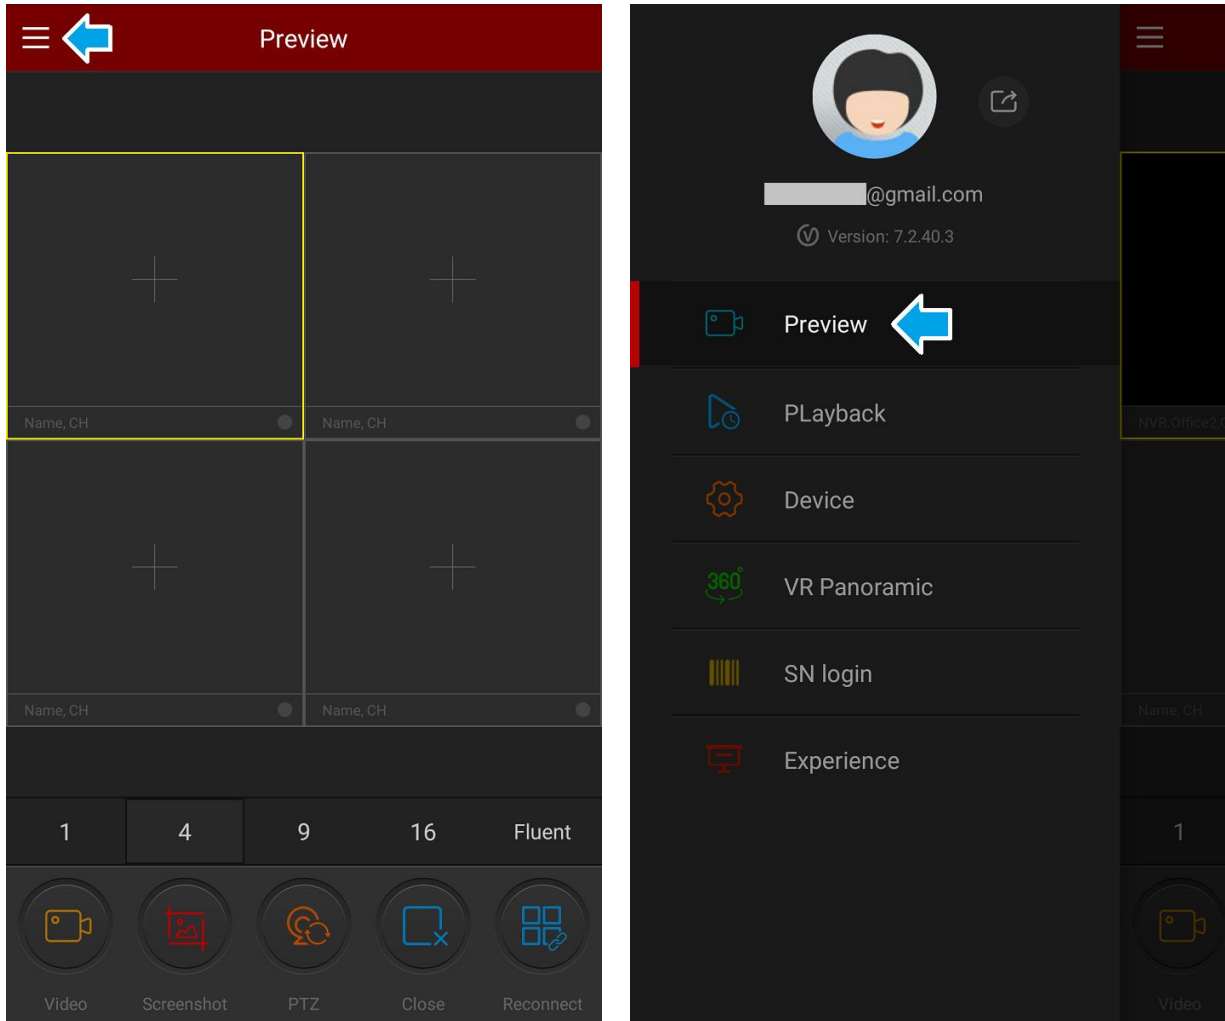 Preview
Name, CH
Name, CH
Name, CH
Name, CH
1 4 9 16 Fluent
Video Screenshot PTZ Close Reconnect
@gmail.com
Version: 7.2.40.3
Preview
PLayback
Device
360° VR Panoramic
SN login
Experience
NVR.Office2,
Name, CH
1
Video